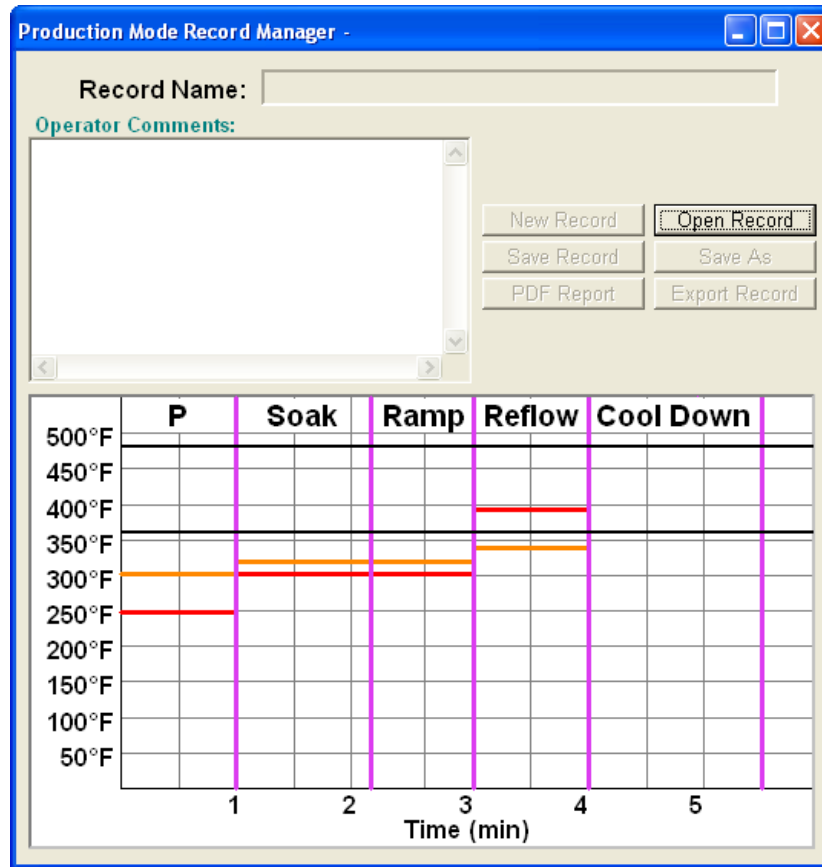 Production Mode Record Manager -
Record Name:
Operator Comments:
New Record
Open Record
Save Record
Save As
PDF Report
Export Record
P
Soak
Ramp
Reflow
Cool Down
500°F
450°F
400°F
350°F
300°F
250°F
200°F
150°F
100°F
50°F
1 2 3 4 5
Time (min)